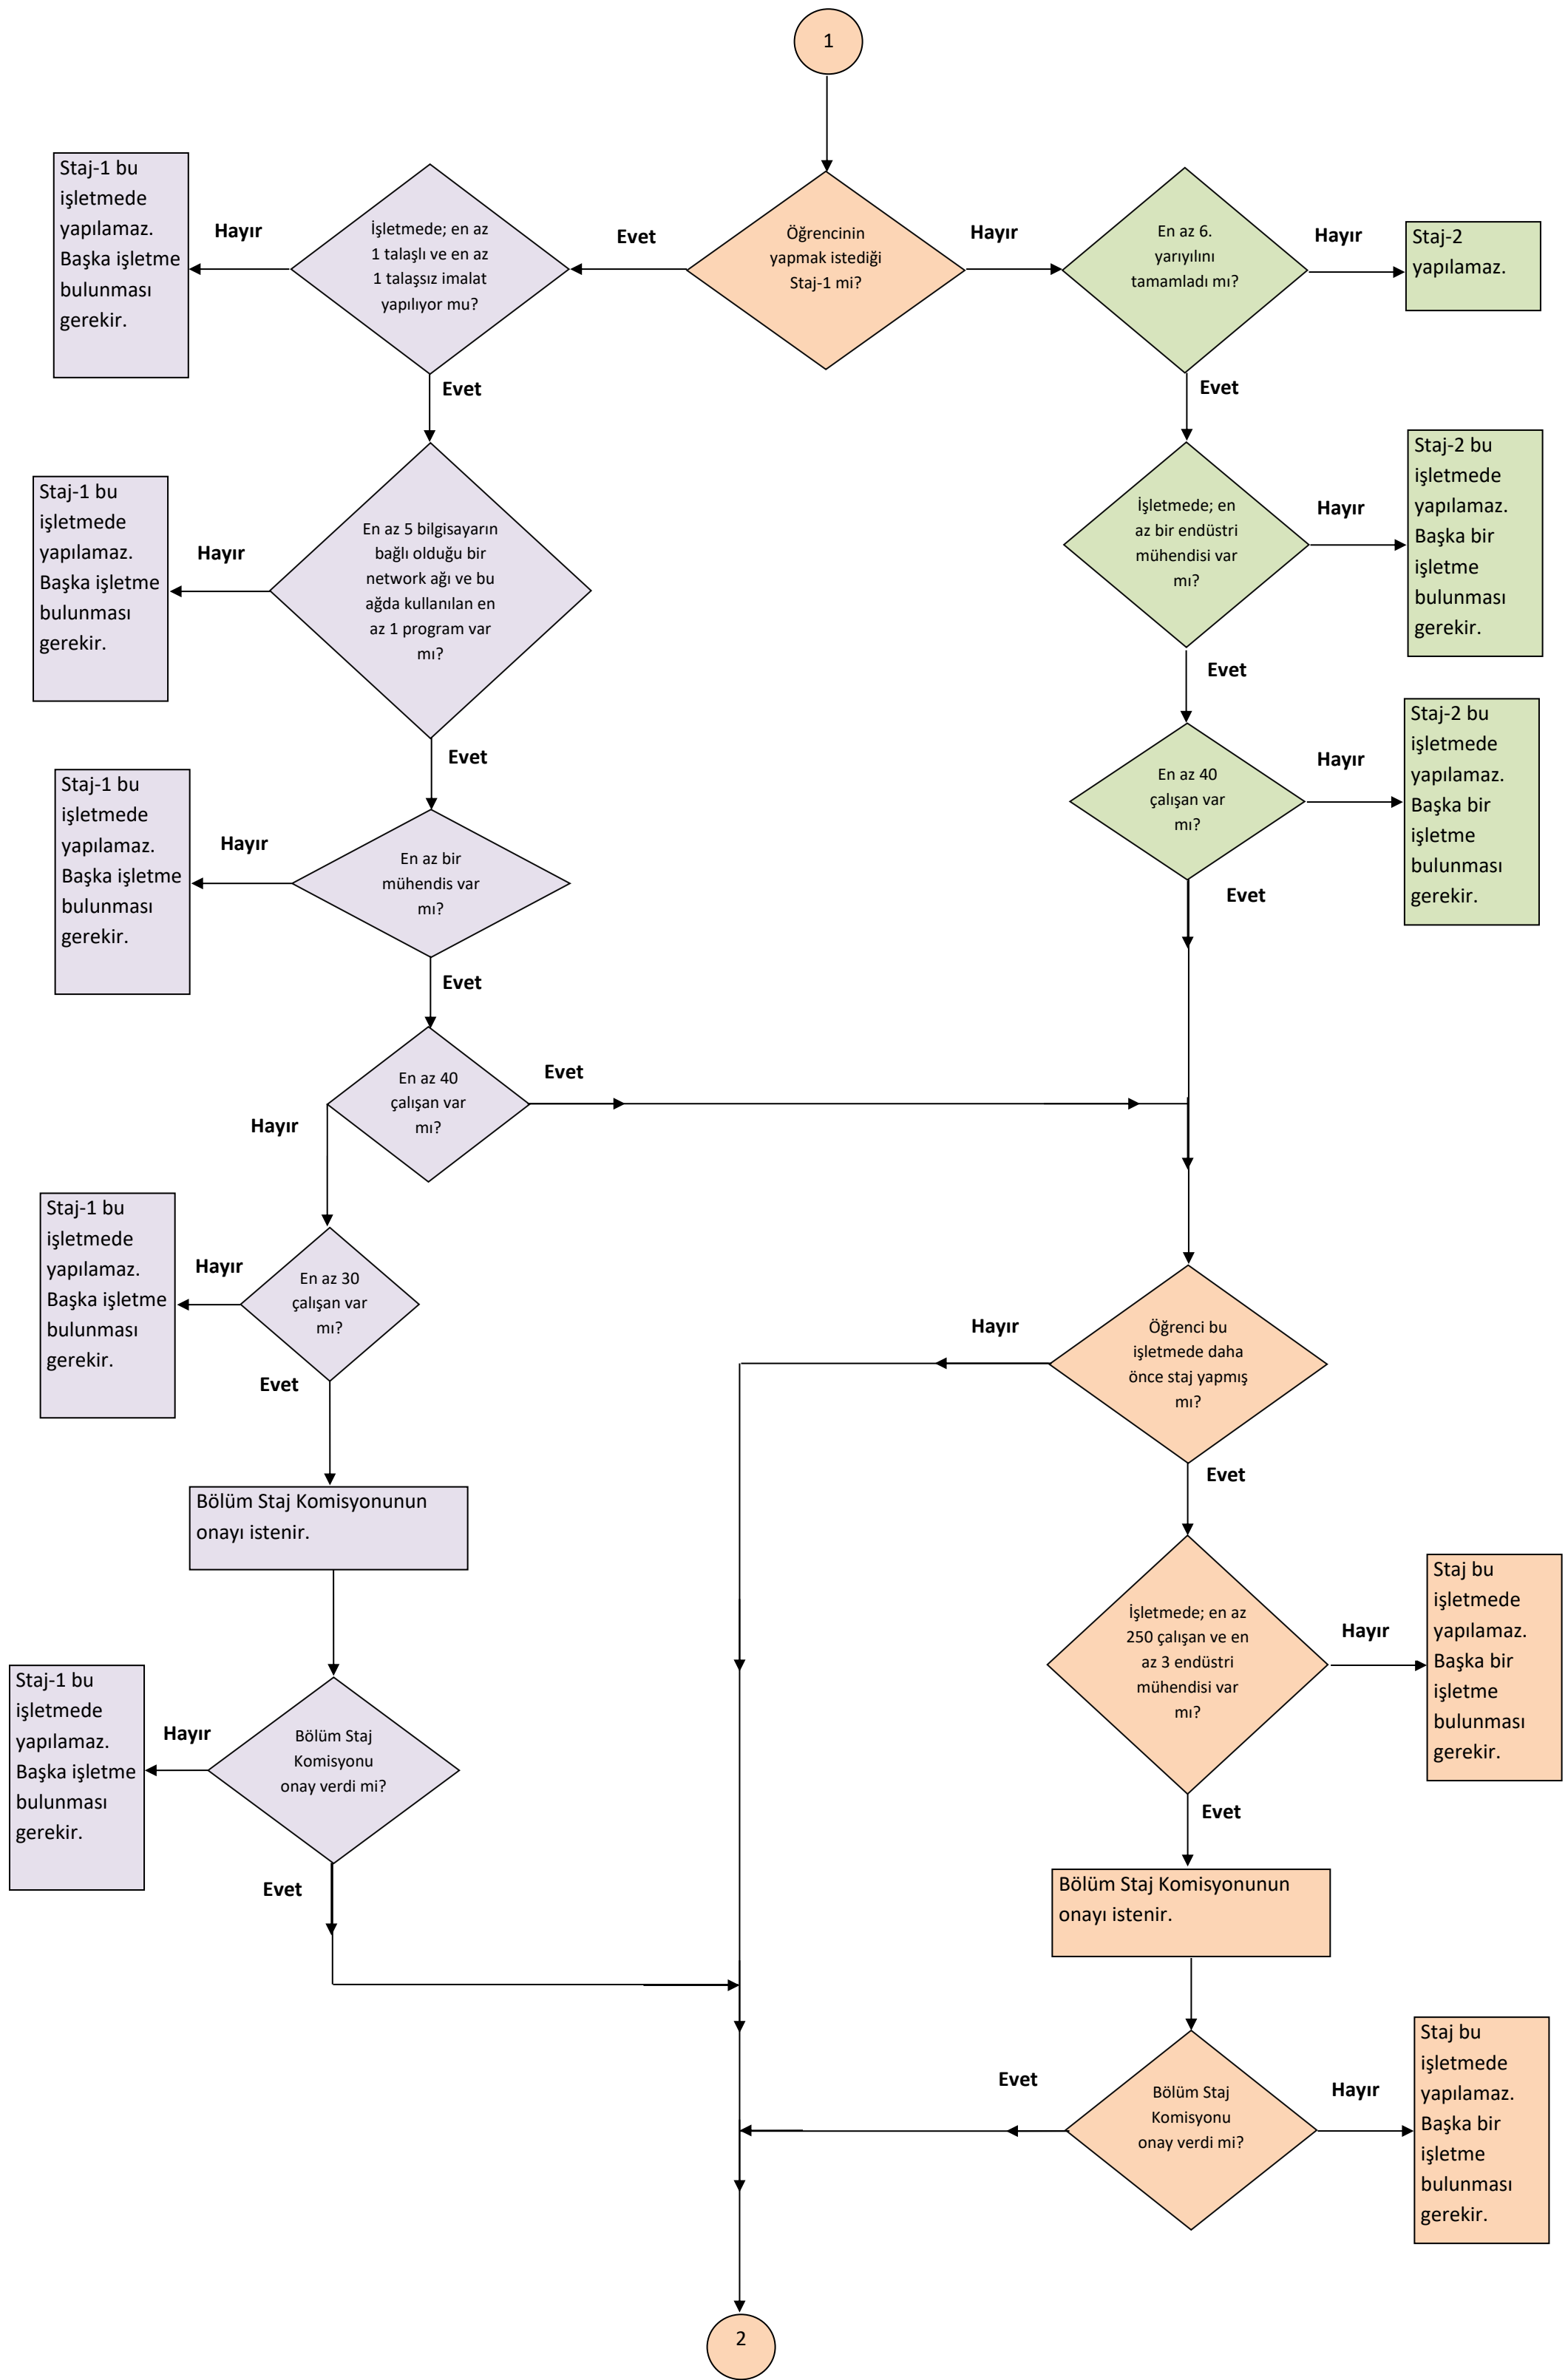 1
Staj-1 bu
işletmede
yapılamaz.
Başka işletme
bulunması
gerekir.
Hayır
İşletmede; en az
1 talaşlı ve en az
1 talaşsız imalat
yapılıyor mu?
Evet
Öğrencinin
yapmak istediği
Staj-1 mi?
Hayır
En az 6.
yarıyılını
tamamladı mı?
Hayır
Staj-2
yapılamaz.
Evet
Evet
Staj-1 bu
işletmede
yapılamaz.
Başka işletme
bulunması
gerekir.
Hayır
En az 5 bilgisayarın
bağlı olduğu bir
network ağı ve bu
ağda kullanılan en
az 1 program var
mı?
İşletmede; en
az bir endüstri
mühendisi var
mı?
Hayır
Staj-2 bu
işletmede
yapılamaz.
Başka bir
işletme
bulunması
gerekir.
Evet
Evet
Staj-1 bu
işletmede
yapılamaz.
Başka işletme
bulunması
gerekir.
Hayır
En az bir
mühendis var
mı?
En az 40
çalışan var
mı?
Hayır
Staj-2 bu
işletmede
yapılamaz.
Başka bir
işletme
bulunması
gerekir.
Evet
Evet
En az 40
çalışan var
mı?
Evet
Hayır
Staj-1 bu
işletmede
yapılamaz.
Başka işletme
bulunması
gerekir.
Hayır
En az 30
çalışan var
mı?
Evet
Hayır
Öğrenci bu
işletmede daha
önce staj yapmış
mı?
Evet
Bölüm Staj Komisyonunun
onayı istenir.
İşletmede; en az
250 çalışan ve en
az 3 endüstri
mühendisi var
mı?
Hayır
Staj bu
işletmede
yapılamaz.
Başka bir
işletme
bulunması
gerekir.
Staj-1 bu
işletmede
yapılamaz.
Başka işletme
bulunması
gerekir.
Hayır
Bölüm Staj
Komisyonu
onay verdi mi?
Evet
Evet
Bölüm Staj Komisyonunun
onayı istenir.
Evet
Bölüm Staj
Komisyonu
onay verdi mi?
Hayır
Staj bu
işletmede
yapılamaz.
Başka bir
işletme
bulunması
gerekir.
2